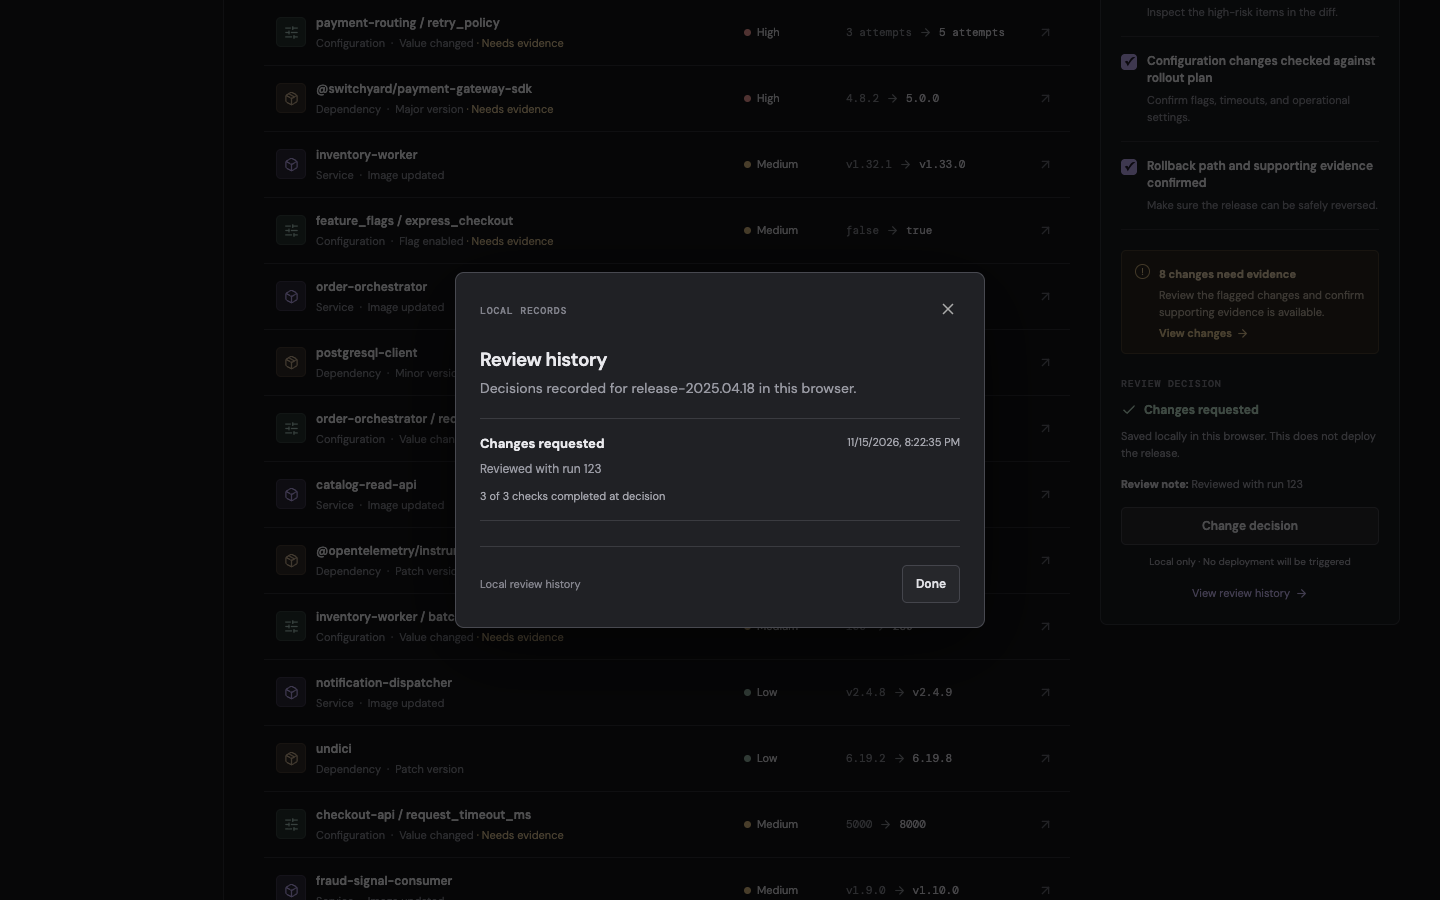 payment-routing / retry_policy
Configuration · Value changed · Needs evidence
High
3 attempts → 5 attempts
@switchyard/payment-gateway-sdk
Dependency · Major version · Needs evidence
High
4.8.2 → 5.0.0
inventory-worker
Service · Image updated
Medium
v1.32.1 → v1.33.0
feature_flags / express_checkout
Configuration · Flag enabled · Needs evidence
Medium
false → true
order-orchestrator
Service · Image updated
postgresql-client
Dependency · Minor
order-orchestrator /
Configuration · Value
catalog-read-api
Service · Image updated
Dependency · Patch
inventory-worker /
Configuration · Value changed · Needs evidence
notification-dispatcher
Service · Image updated
Low
v2.4.8 → v2.4.9
undici
Dependency · Patch version
Low
6.19.2 → 6.19.8
checkout-api / request_timeout_ms
Configuration · Value changed · Needs evidence
Medium
5000 → 8000
fraud-signal-consumer
Medium
v1.9.0 → v1.10.0
LOCAL RECORDS
Review history
Decisions recorded for release-2025.04.18 in this browser.
Changes requested
11/15/2026, 8:22:35 PM
Reviewed with run 123
3 of 3 checks completed at decision
Local review history
Done
Inspect the high-risk items in the diff.
Configuration changes checked against
rollout plan
Confirm flags, timeouts, and operational
settings.
Rollback path and supporting evidence
confirmed
Make sure the release can be safely reversed.
8 changes need evidence
Review the flagged changes and confirm
supporting evidence is available.
View changes →
REVIEW DECISION
Changes requested
Saved locally in this browser. This does not deploy
the release.
Review note: Reviewed with run 123
Change decision
Local only · No deployment will be triggered
View review history →